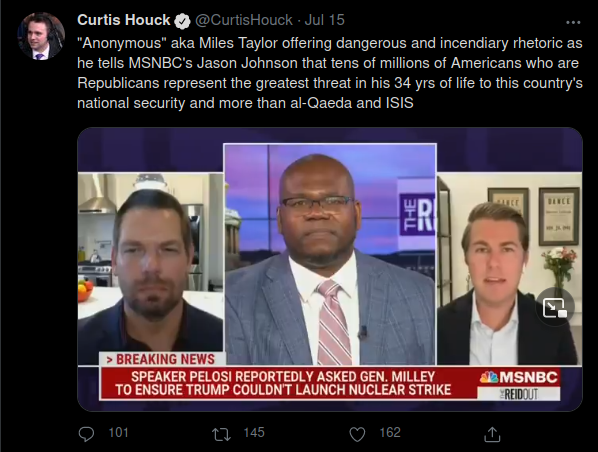 Curtis Houck @CurtisHouck · Jul 15
"Anonymous" aka Miles Taylor offering dangerous and incendiary rhetoric as
he tells MSNBC's Jason Johnson that tens of millions of Americans who are
Republicans represent the greatest threat in his 34 yrs of life to this country's
national security and more than al-Qaeda and ISIS
THE
R
DANCE
> BREAKING NEWS
SPEAKER PELOSI REPORTEDLY ASKED GEN. MILLEY
TO ENSURE TRUMP COULDN'T LAUNCH NUCLEAR STRIKE
MSNBC
THE REIDOUT
101 145 162